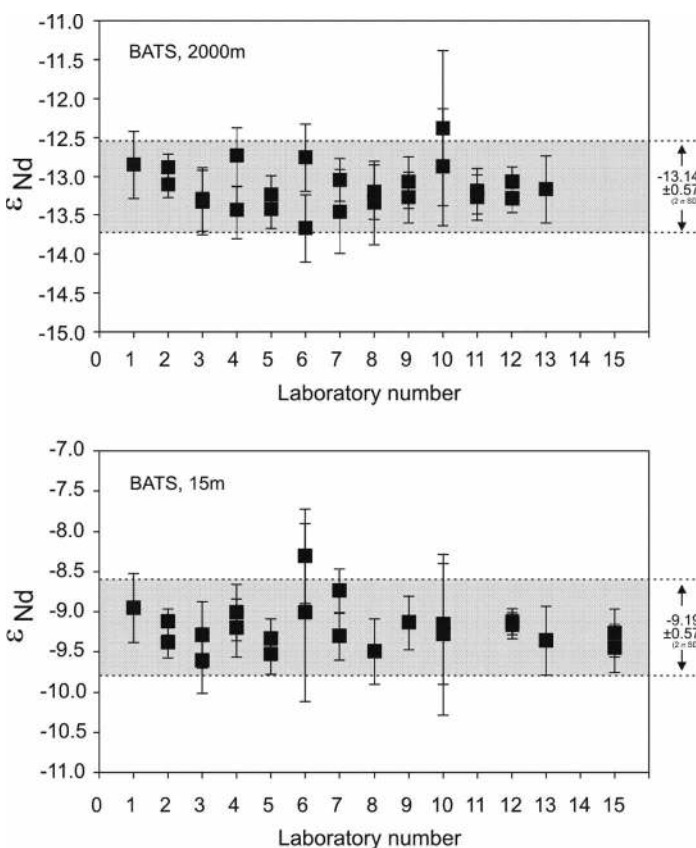 -11.0
BATS, 2000m
-11.5
-12.0
-12.5
-13.0
-13.5
-14.0
-14.5
-15.0
εNd
-13.14
±0.57
(2σSD)
0 1 2 3 4 5 6 7 8 9 10 11 12 13 14 15
Laboratory number
-7.0
BATS, 15m
-7.5
-8.0
-8.5
-9.0
-9.5
-10.0
-10.5
-11.0
εNd
-9.19
±0.57
(2σSD)
0 1 2 3 4 5 6 7 8 9 10 11 12 13 14 15
Laboratory number